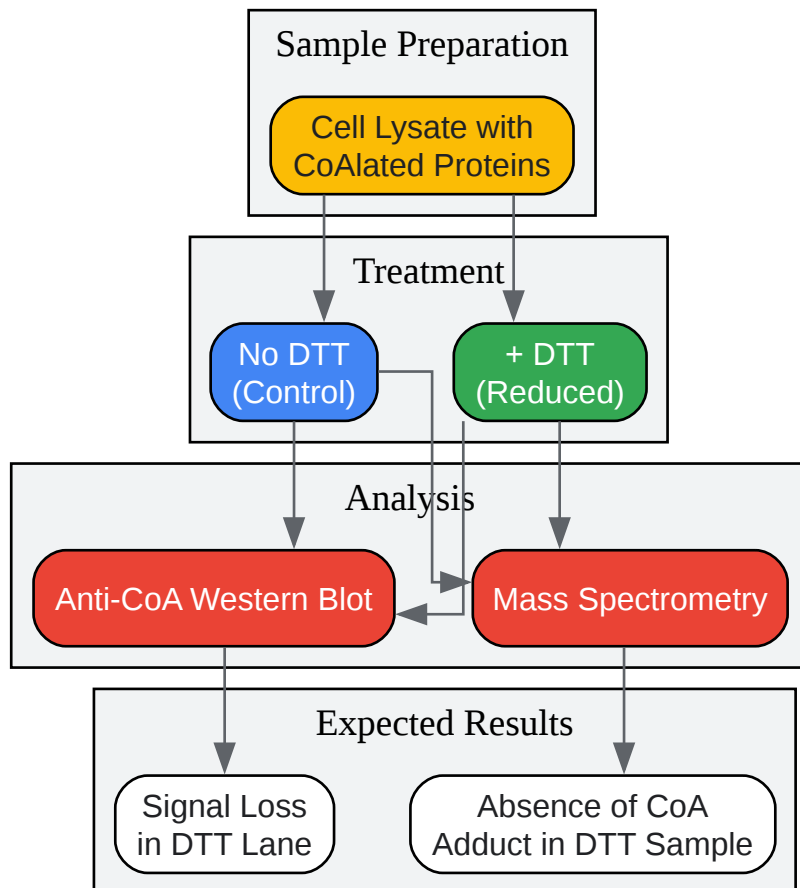 Sample Preparation
Cell Lysate with
CoAlated Proteins
Treatment
No DTT
(Control)
+ DTT
(Reduced)
Analysis
Anti-CoA Western Blot
Mass Spectrometry
Expected Results
Signal Loss
in DTT Lane
Absence of CoA
Adduct in DTT Sample